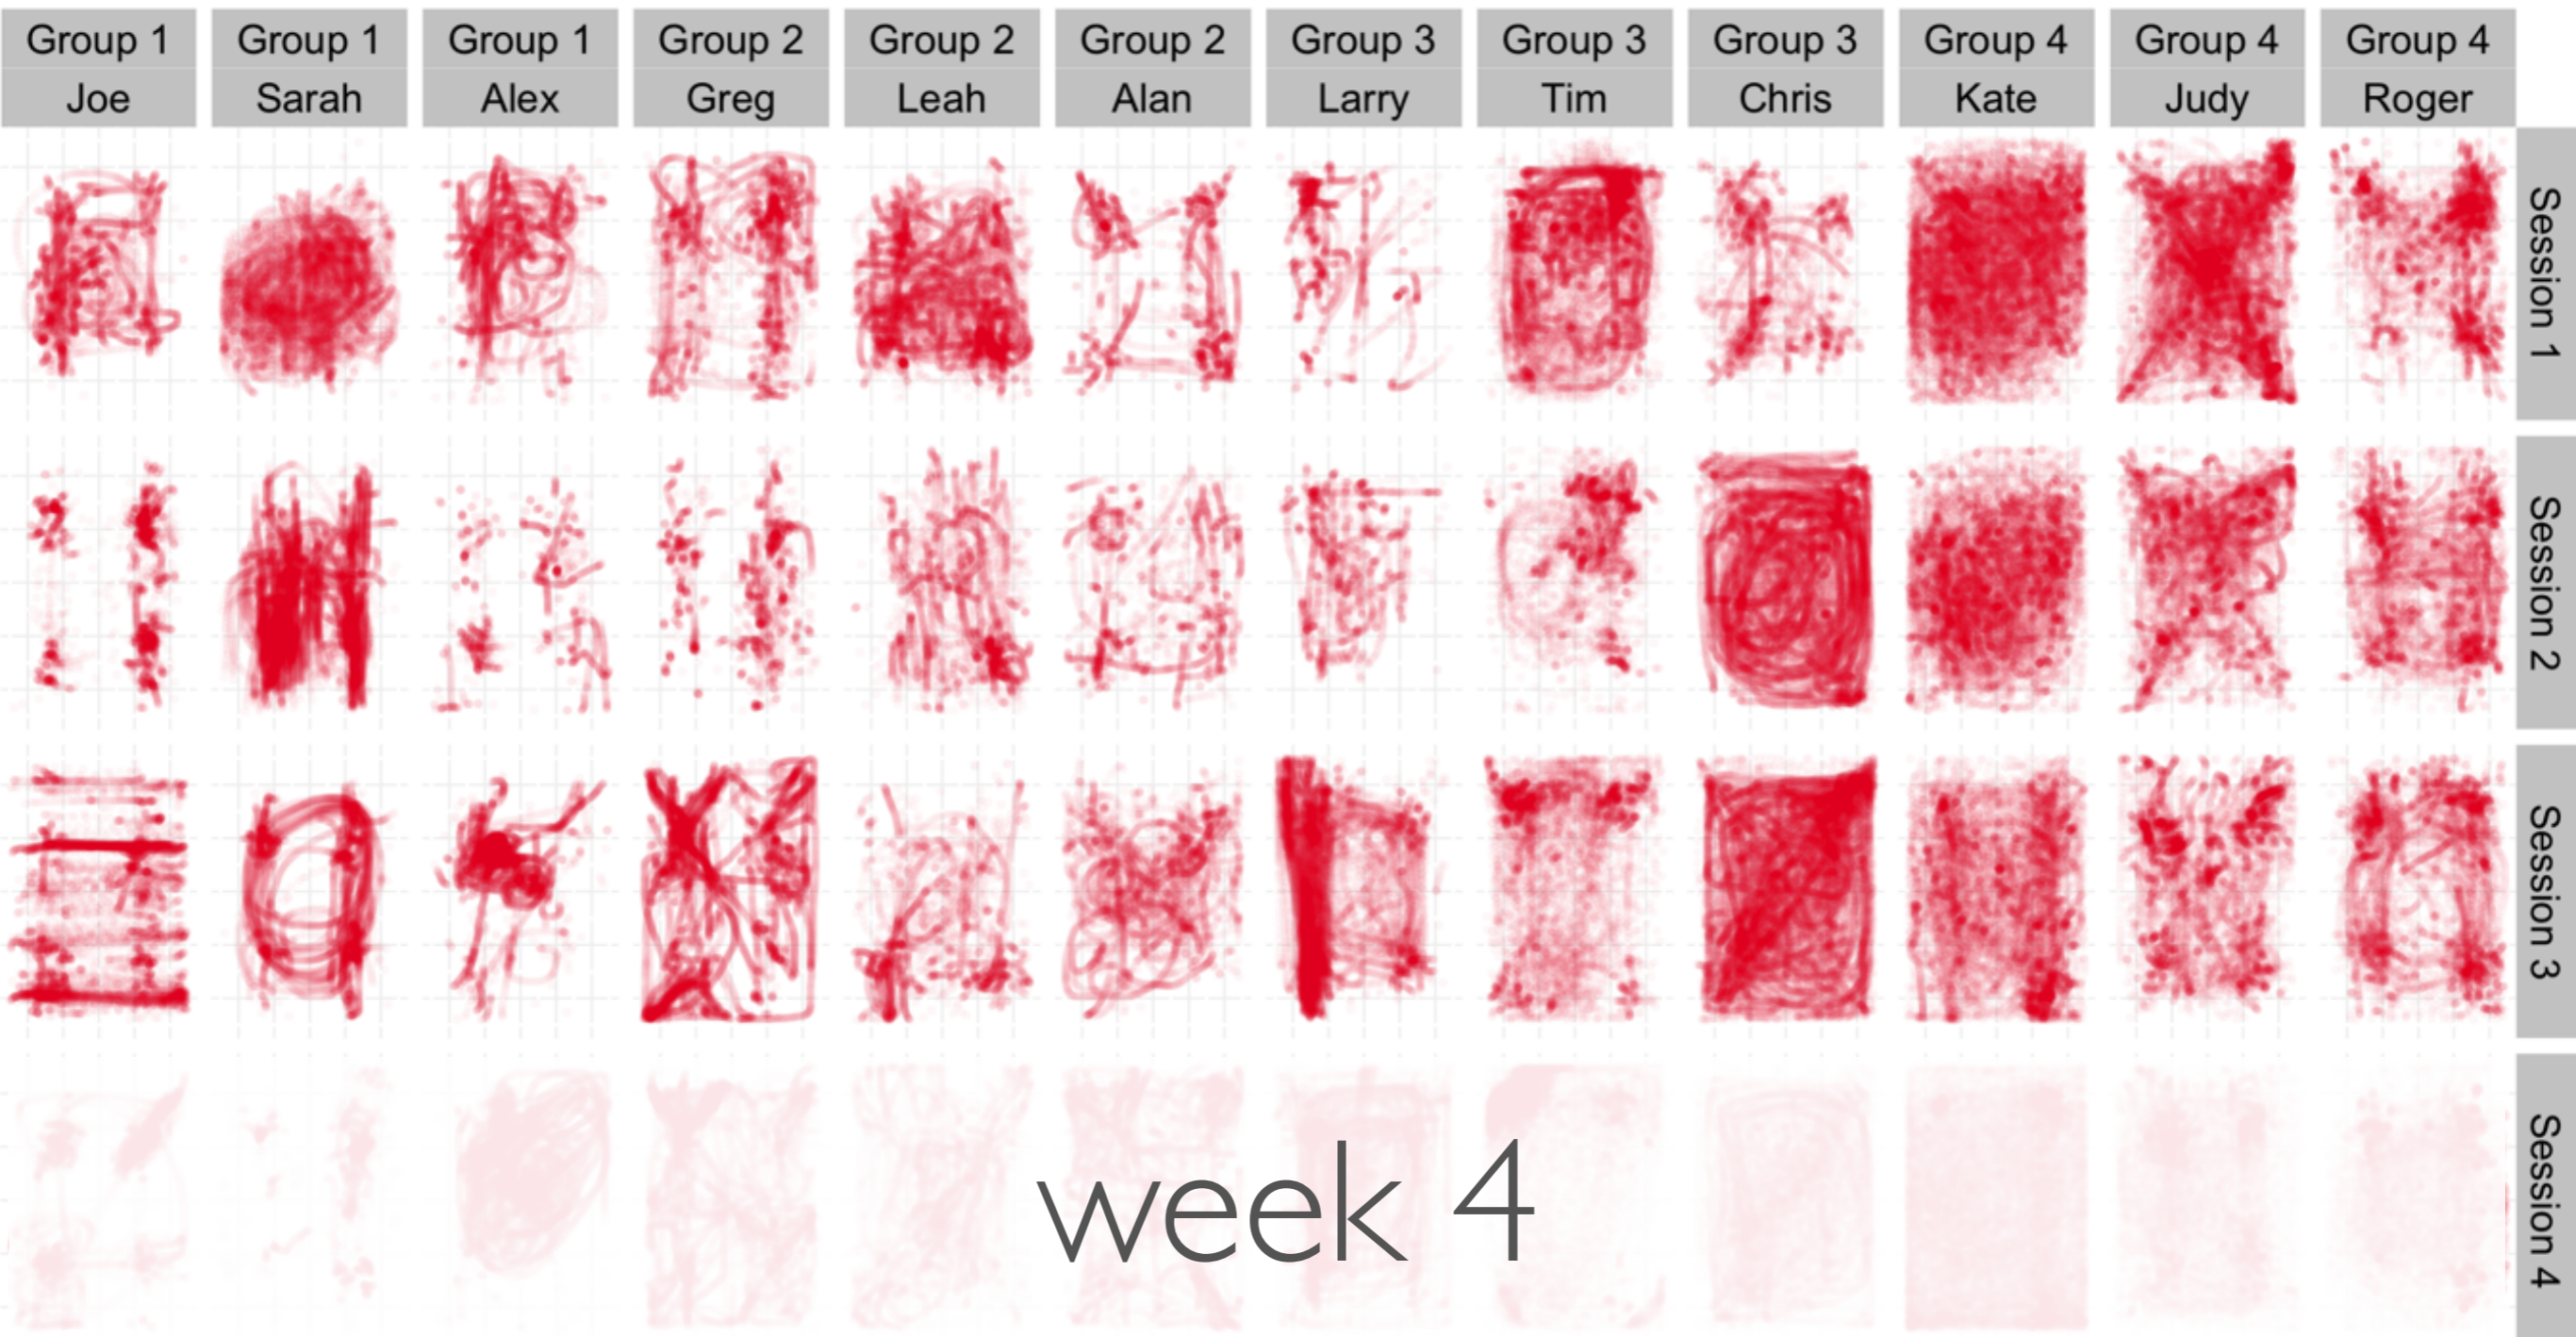 Group 1 Group 1 Group 1 Group 2 Group 2 Group 2 Group 3 Group 3 Group 3 Group 4 Group 4 Group 4
Joe Sarah Alex Greg Leah Alan Larry Tim Chris Kate Judy Roger
Session 1
Session 2
Session 3
Session 4
week 4